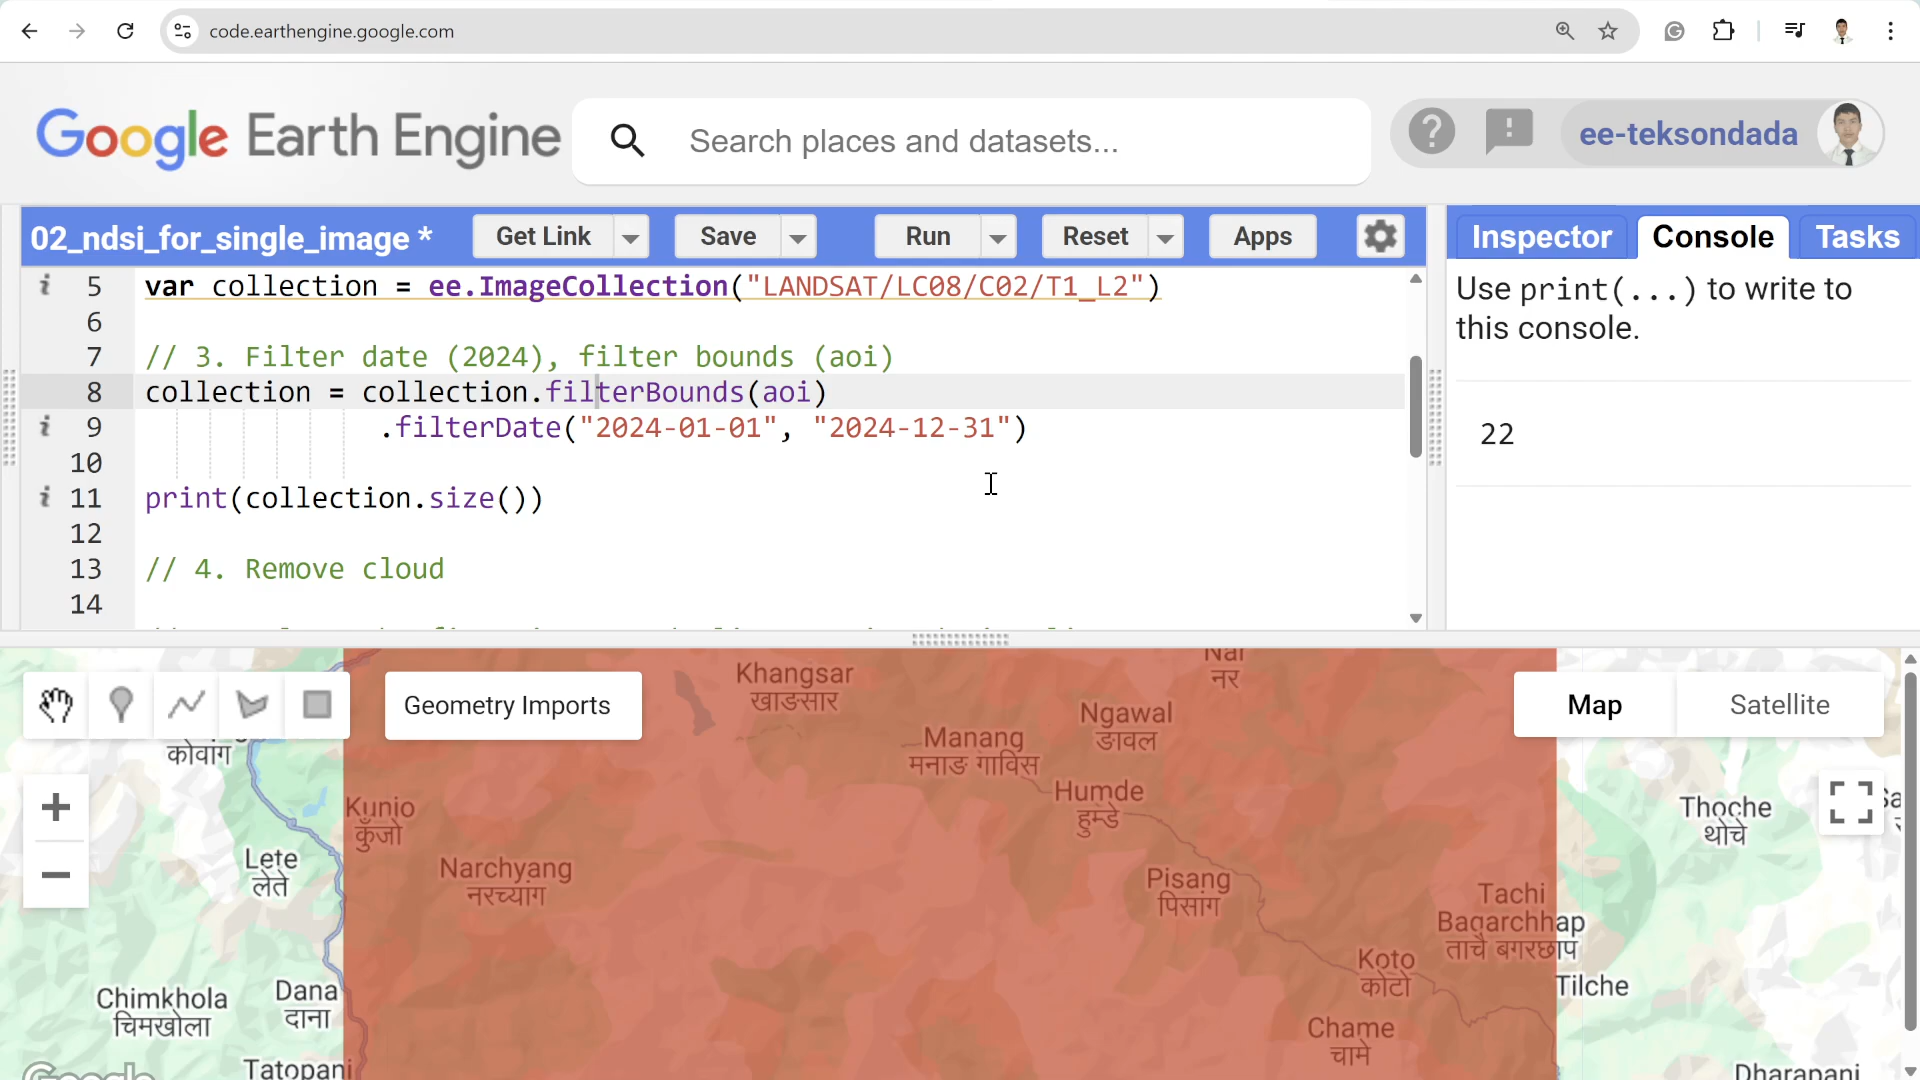 code.earthengine.google.com
Google Earth Engine
Search places and datasets...
ee-teksondada
02_ndsi_for_single_image *
Get Link
Save
Run
Reset
Apps
Inspector
Console
Tasks
5 var collection = ee.ImageCollection("LANDSAT/LC08/C02/T1_L2")
6
7 // 3. Filter date (2024), filter bounds (aoi)
8 collection = collection.filterBounds(aoi)
9 .filterDate("2024-01-01", "2024-12-31")
10
11 print(collection.size())
12
13 // 4. Remove cloud
14
Use print(...) to write to
this console.
22
Geometry Imports
Map
Satellite
Khangsar
खाङसार
Nar
नर
Ngawal
ङावल
Manang
मनाङ गाविस
Humde
हुम्डे
कोवाग
Kunjo
कुँजो
Lete
लेते
Narchyang
नरच्यांग
Pisang
पिसांग
Thoche
थोचे
Tachi
Bagarchhap
ताचै बगरछाप
Koto
कोटो
Tilche
Chimkhola
चिमखोला
Dana
दाना
Chame
चामे
Tatopani
Dharapani
Google